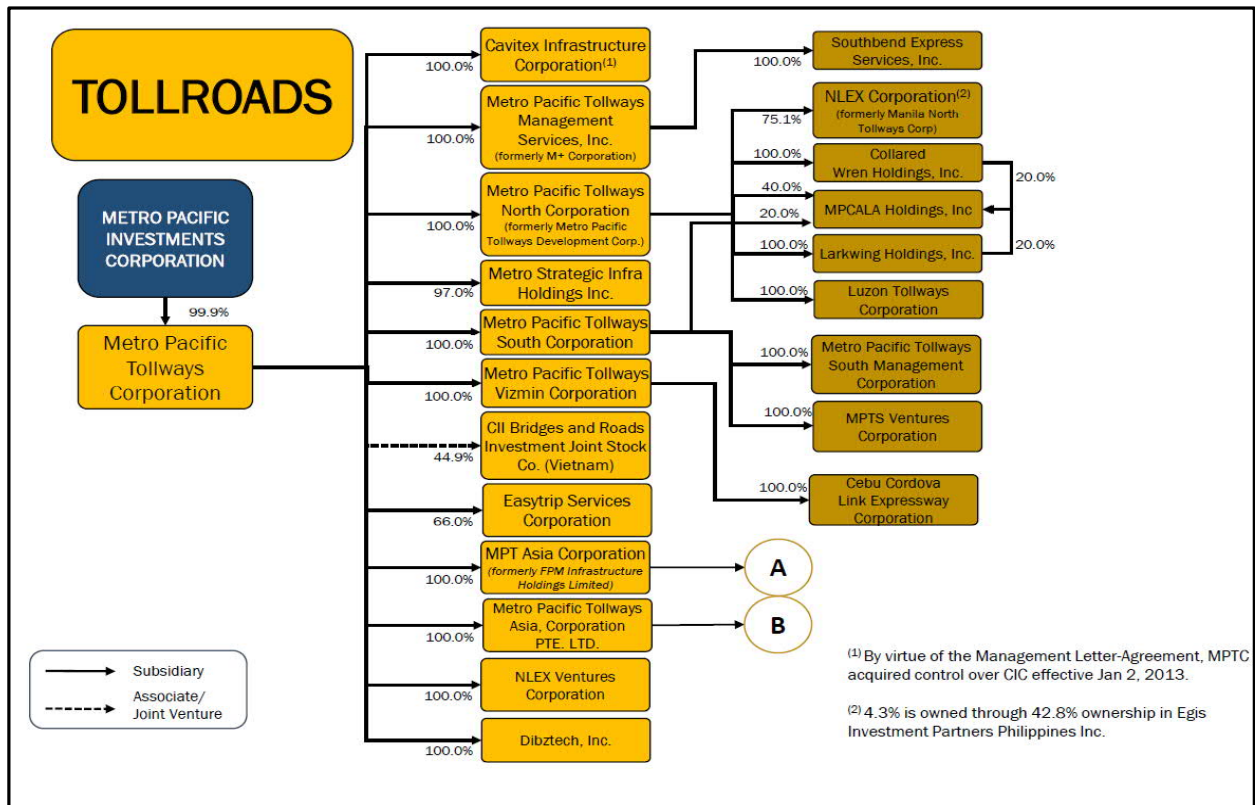 TOLLROADS
METRO PACIFIC
INVESTMENTS
CORPORATION
99.9%
Metro Pacific
Tollways
Corporation
Subsidiary
Associate/
Joint Venture
100.0%
Cavitex Infrastructure
Corporation(1)
100.0%
Metro Pacific Tollways
Management
Services, Inc.
(formerly M+ Corporation)
100.0%
Metro Pacific Tollways
North Corporation
(formerly Metro Pacific
Tollways Development Corp.)
97.0%
Metro Strategic Infra
Holdings Inc.
100.0%
Metro Pacific Tollways
South Corporation
100.0%
Metro Pacific Tollways
Vizmin Corporation
44.9%
CII Bridges and Roads
Investment Joint Stock
Co. (Vietnam)
66.0%
Easytrip Services
Corporation
100.0%
MPT Asia Corporation
(formerly FPM Infrastructure
Holdings Limited)
100.0%
Metro Pacific Tollways
Asia, Corporation
PTE. LTD.
100.0%
NLEX Ventures
Corporation
100.0%
Dibztech, Inc.
100.0%
Southbend Express
Services, Inc.
75.1%
NLEX Corporation(2)
(formerly Manila North
Tollways Corp)
100.0%
Collared
Wren Holdings, Inc.
20.0%
40.0%
20.0%
MPCALA Holdings, Inc
100.0%
Larkwing Holdings, Inc.
20.0%
100.0%
Luzon Tollways
Corporation
100.0%
Metro Pacific Tollways
South Management
Corporation
100.0%
MPTS Ventures
Corporation
100.0%
Cebu Cordova
Link Expressway
Corporation
A
B
(1) By virtue of the Management Letter-Agreement, MPTC
acquired control over CIC effective Jan 2, 2013.
(2) 4.3% is owned through 42.8% ownership in Egis
Investment Partners Philippines Inc.